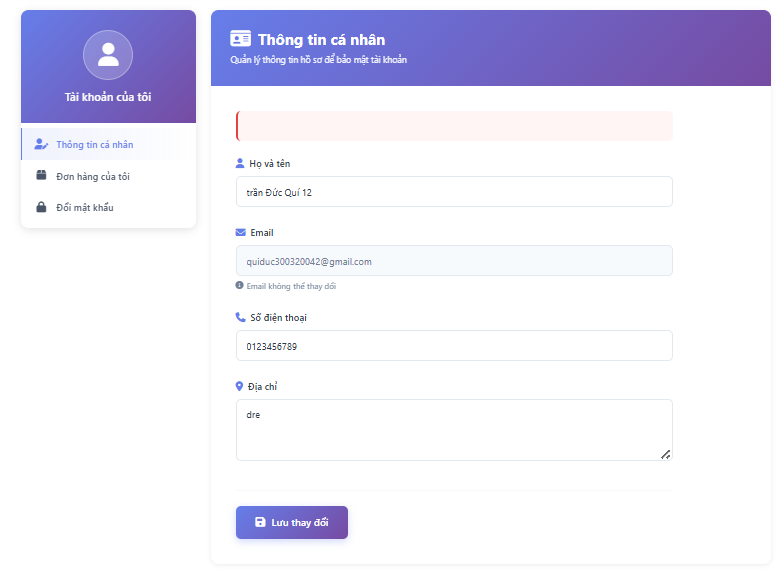 Tài khoản của tôi
Thông tin cá nhân
Đơn hàng của tôi
Đổi mật khẩu
Thông tin cá nhân
Quản lý thông tin hồ sơ để bảo mật tài khoản
Họ và tên
trần Đức Quí 12
Email
quiduc300320042@gmail.com
Email không thể thay đổi
Số điện thoại
0123456789
Địa chỉ
dre
Lưu thay đổi